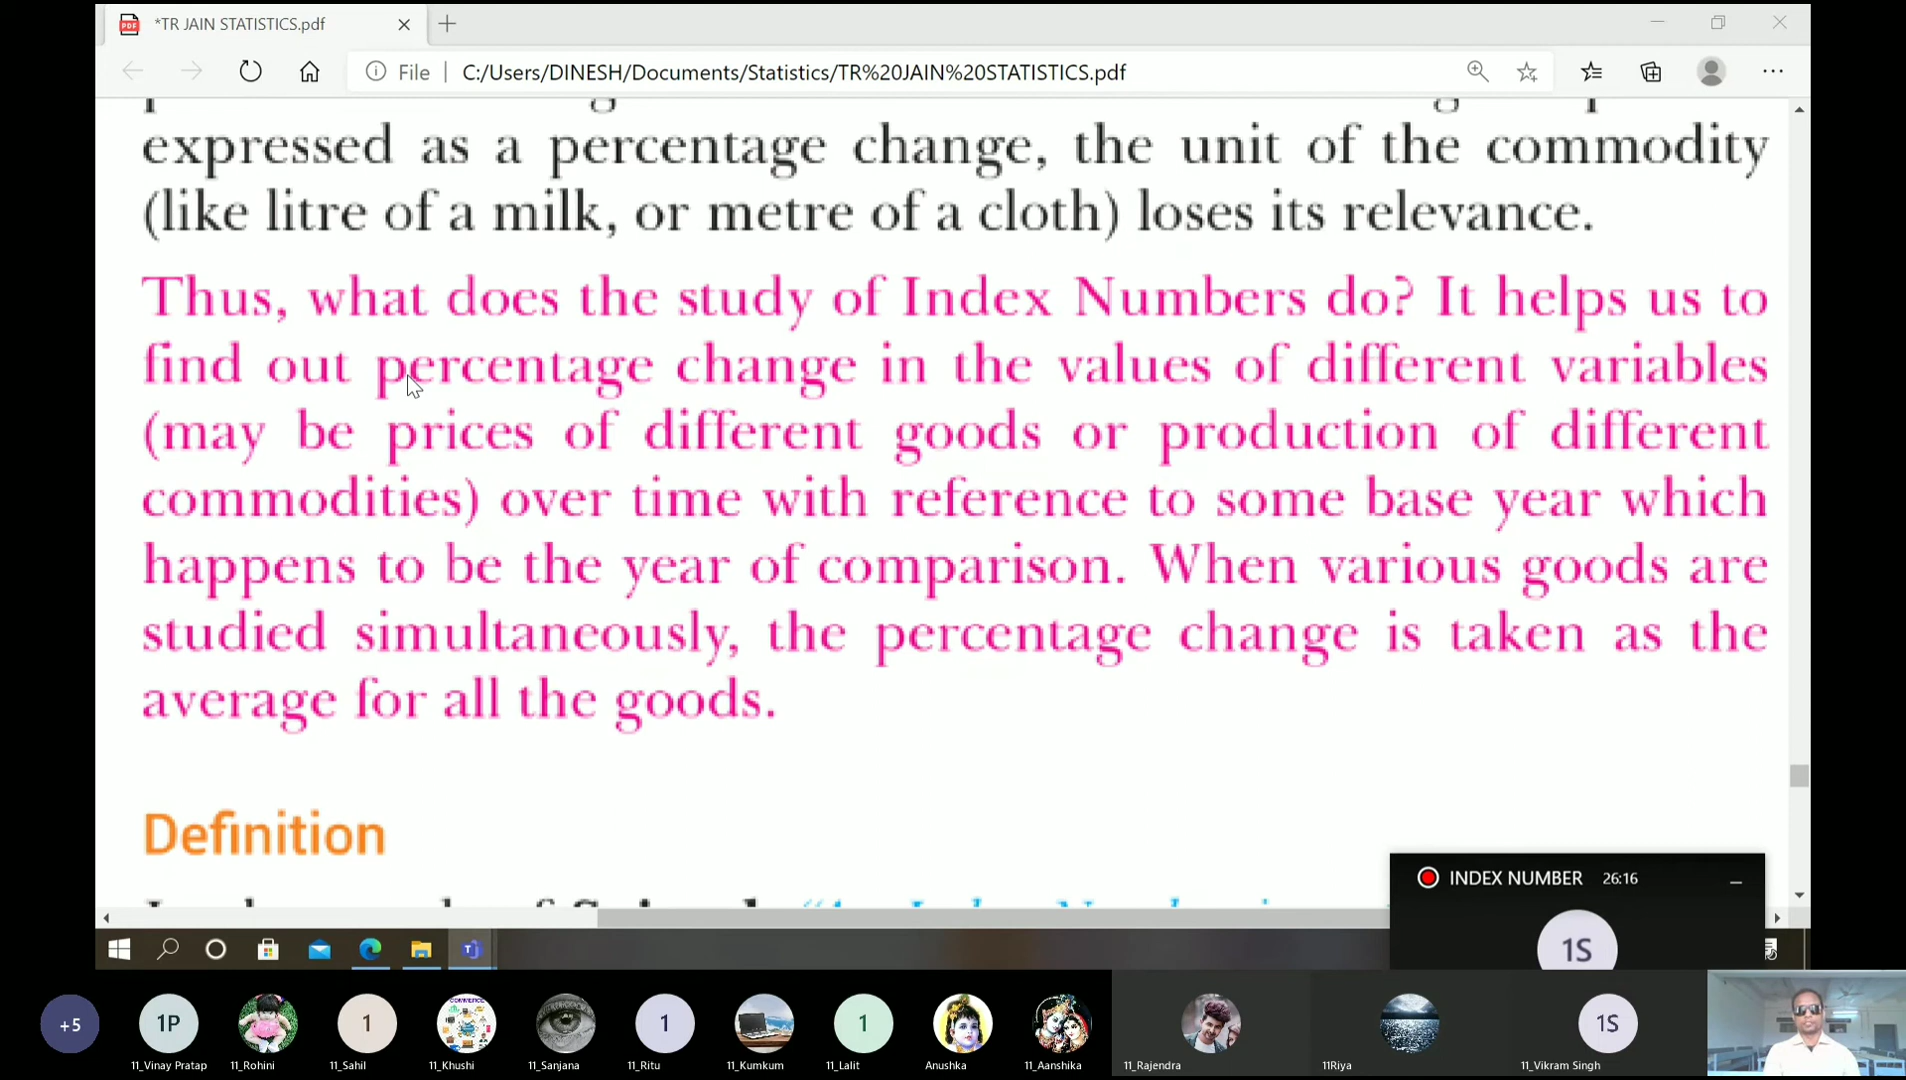 *TR JAIN STATISTICS.pdf
File | C:/Users/DINESH/Documents/Statistics/TR%20JAIN%20STATISTICS.pdf
expressed as a percentage change, the unit of the commodity
(like litre of a milk, or metre of a cloth) loses its relevance.
Thus, what does the study of Index Numbers do? It helps us to
find out percentage change in the values of different variables
(may be prices of different goods or production of different
commodities) over time with reference to some base year which
happens to be the year of comparison. When various goods are
studied simultaneously, the percentage change is taken as the
average for all the goods.
Definition
INDEX NUMBER 26:16
1S
+5
1P
1
1
1
1S
11_Vinay Pratap
11_Rohini
11_Sahil
11_Khushi
11_Sanjana
11_Ritu
11_Kumkum
11_Lalit
Anushka
11_Aanshika
11_Rajendra
11Riya
11_Vikram Singh